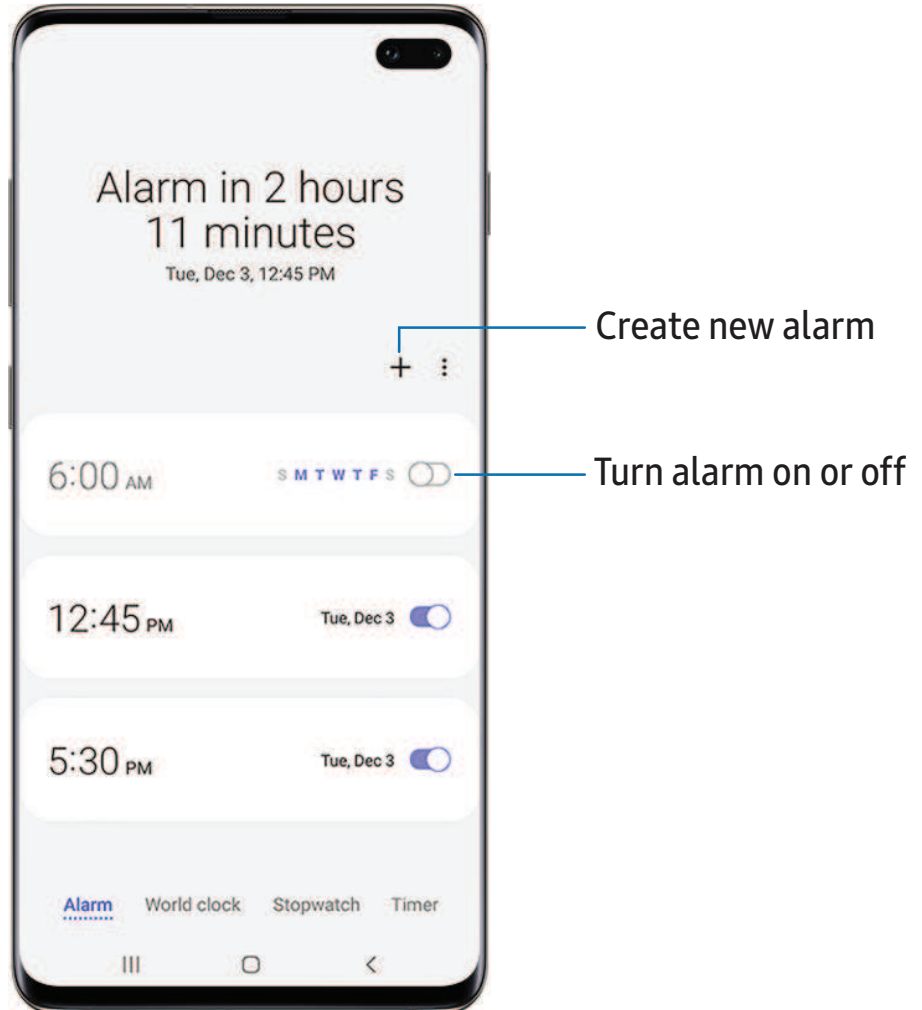 Alarm in 2 hours
11 minutes
Tue, Dec 3, 12:45 PM
Create new alarm
6:00 AM S M T W T F S
Turn alarm on or off
12:45 PM Tue, Dec 3
5:30 PM Tue, Dec 3
Alarm World clock Stopwatch Timer